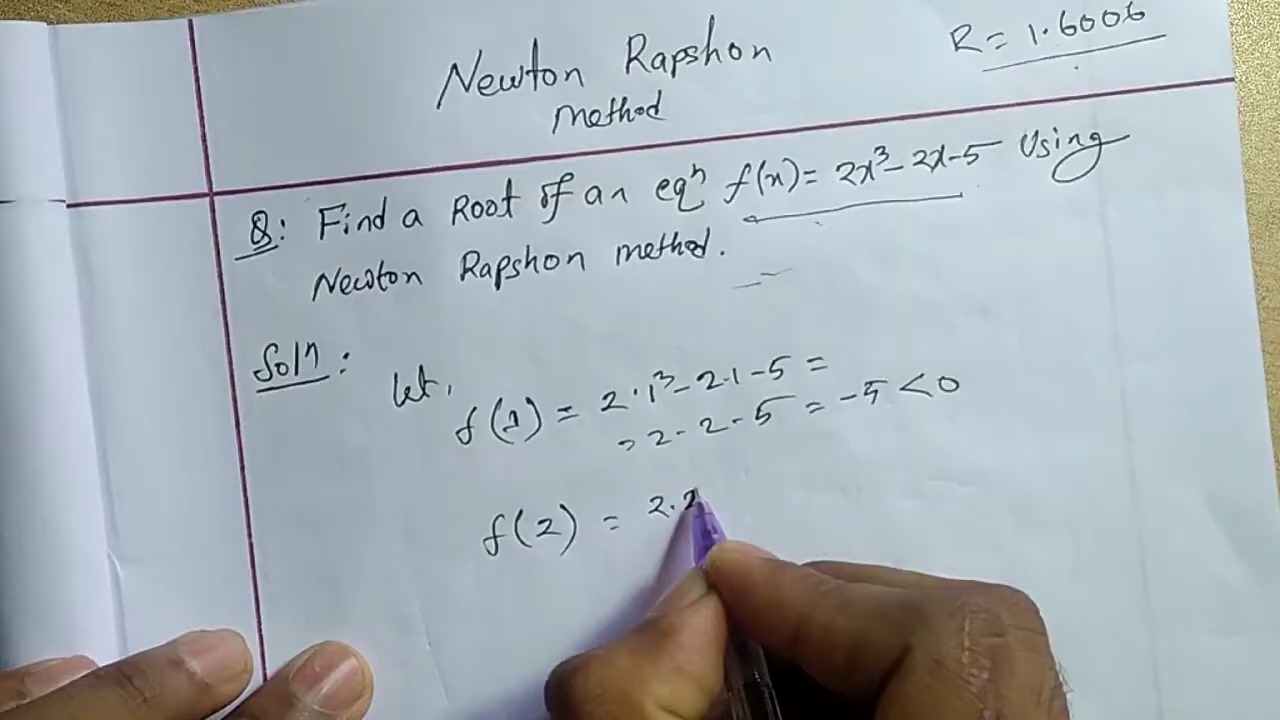 Newton Rapshon
method
R = 1.6006
Q: Find a Root of an eqⁿ f(x) = 2x³-2x-5 Using
Newton Rapshon method.
Solⁿ:
let,
f(1) = 2·1³-2·1-5 =
= 2-2-5 = -5 < 0
f(2) = 2.2